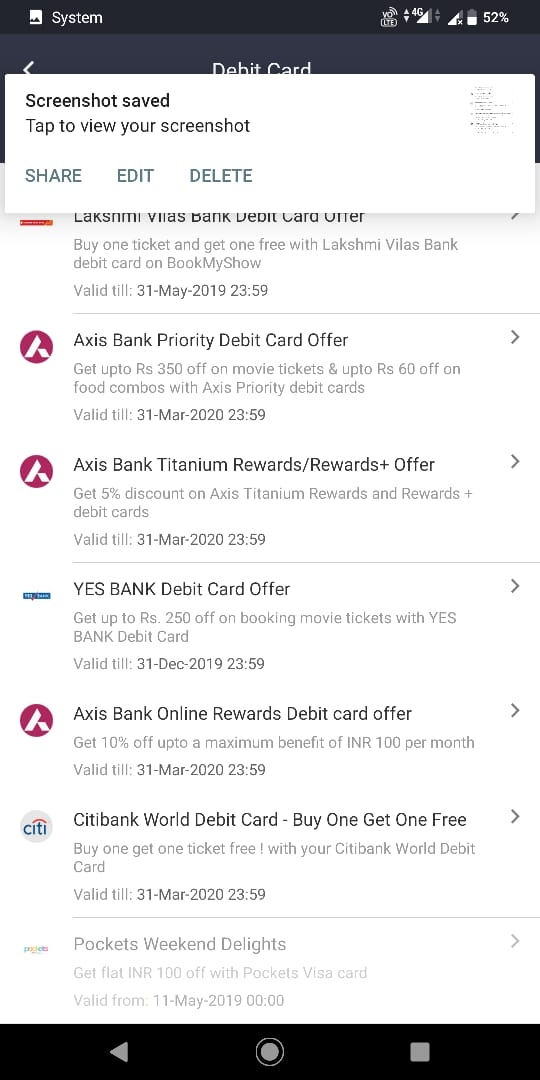 System
4G
VO
LTE
52%
Debit Card
Screenshot saved
Tap to view your screenshot
SHARE EDIT DELETE
Lakshmi Vilas Bank Debit Card Offer
Buy one ticket and get one free with Lakshmi Vilas Bank
debit card on BookMyShow
Valid till: 31-May-2019 23:59
Axis Bank Priority Debit Card Offer
Get upto Rs 350 off on movie tickets & upto Rs 60 off on
food combos with Axis Priority debit cards
Valid till: 31-Mar-2020 23:59
Axis Bank Titanium Rewards/Rewards+ Offer
Get 5% discount on Axis Titanium Rewards and Rewards +
debit cards
Valid till: 31-Mar-2020 23:59
YES BANK
YES BANK Debit Card Offer
Get up to Rs. 250 off on booking movie tickets with YES
BANK Debit Card
Valid till: 31-Dec-2019 23:59
Axis Bank Online Rewards Debit card offer
Get 10% off upto a maximum benefit of INR 100 per month
Valid till: 31-Mar-2020 23:59
citi
Citibank World Debit Card - Buy One Get One Free
Buy one get one ticket free ! with your Citibank World Debit
Card
Valid till: 31-Mar-2020 23:59
pockets
Pockets Weekend Delights
Get flat INR 100 off with Pockets Visa card
Valid from: 11-May-2019 00:00